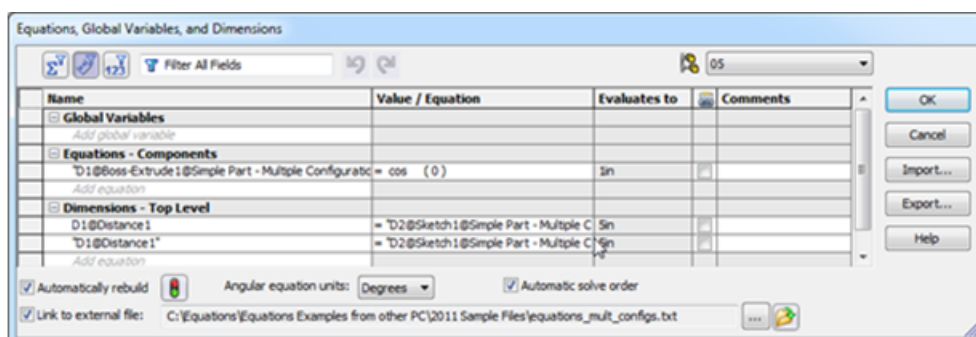 Equations, Global Variables, and Dimensions
Filter All Fields
05
Name Value / Equation Evaluates to Comments
Global Variables
Add global variable
Equations - Components
"D1@Boss-Extrude1@Simple Part - Multiple Configuratic = cos (0) 1in
Add equation
Dimensions - Top Level
D1@Distance1 = "D2@Sketch1@Simple Part - Multiple C 5in
"D1@Distance1" = "D2@Sketch1@Simple Part - Multiple C 5in
Add equation
OK
Cancel
Import...
Export...
Help
Automatically rebuild Angular equation units: Degrees Automatic solve order
Link to external file: C:\Equations\Equations Examples from other PC\2011 Sample Files\equations_mult_configs.txt ...